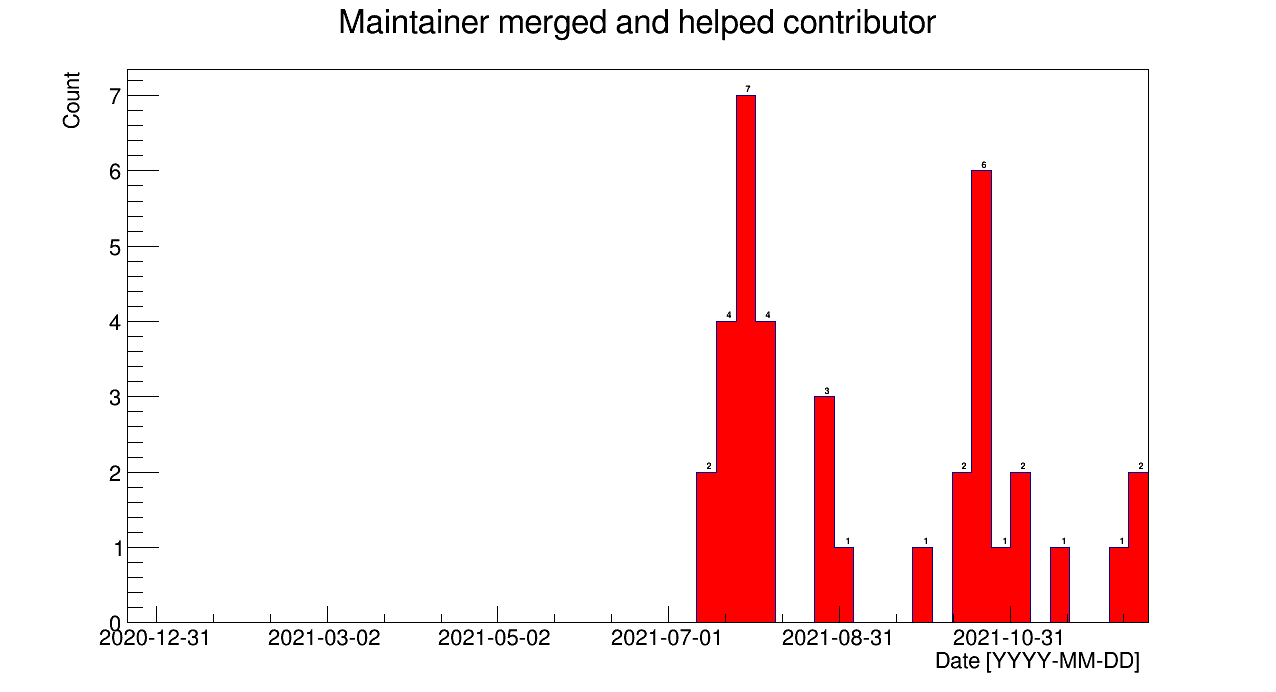 Maintainer merged and helped contributor
Count
7
6
5
4
3
2
1
0
2 4 7 4 3 1 1 2 6 1 2 1 1 2
2020-12-31 2021-03-02 2021-05-02 2021-07-01 2021-08-31 2021-10-31
Date [YYYY-MM-DD]